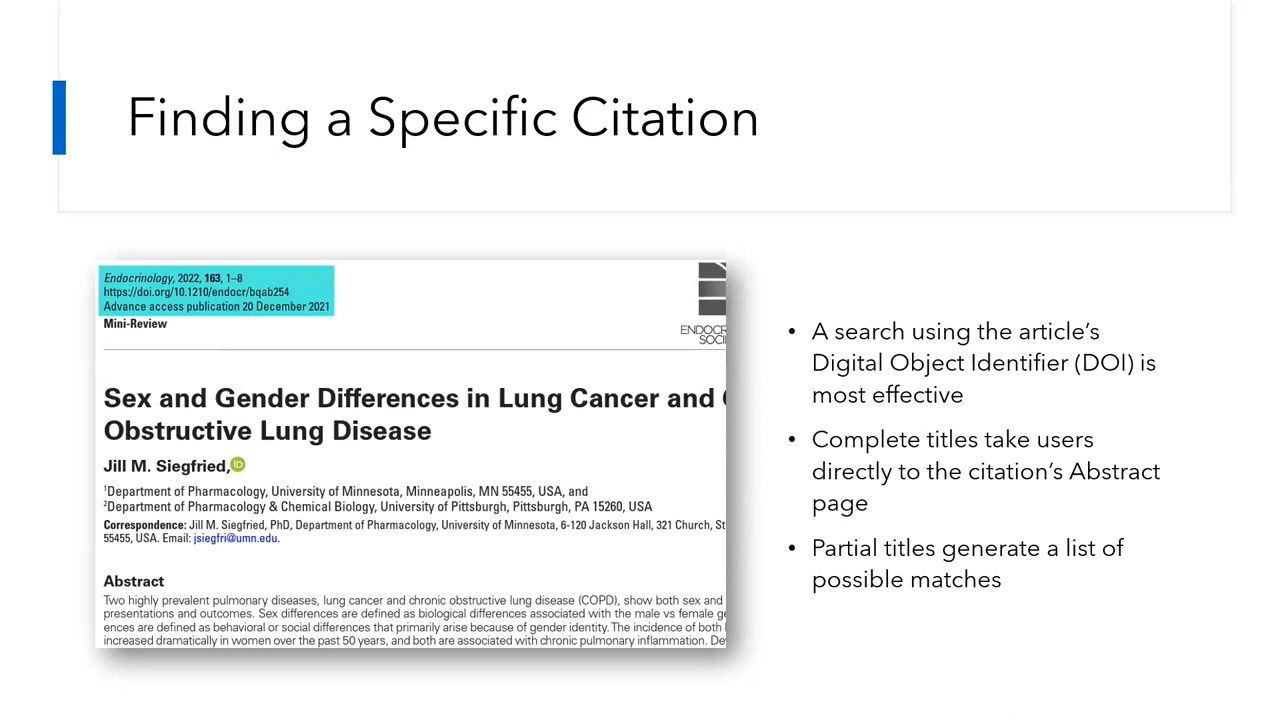 Finding a Specific Citation
Endocrinology, 2022, 163, 1–8
https://doi.org/10.1210/endocr/bqab254
Advance access publication 20 December 2021
Mini-Review
Sex and Gender Differences in Lung Cancer and
Obstructive Lung Disease
Jill M. Siegfried,
iD
1Department of Pharmacology, University of Minnesota, Minneapolis, MN 55455, USA, and
2Department of Pharmacology & Chemical Biology, University of Pittsburgh, Pittsburgh, PA 15260, USA
Correspondence: Jill M. Siegfried, PhD, Department of Pharmacology, University of Minnesota, 6-120 Jackson Hall, 321 Church, St
55455, USA. Email: jsiegfri@umn.edu.
Abstract
Two highly prevalent pulmonary diseases, lung cancer and chronic obstructive lung disease (COPD), show both sex and
presentations and outcomes. Sex differences are defined as biological differences associated with the male vs female
ences are defined as behavioral or social differences that primarily arise because of gender identity. The incidence of both
increased dramatically in women over the past 50 years, and both are associated with chronic pulmonary inflammation.
• A search using the article's
Digital Object Identifier (DOI) is
most effective
• Complete titles take users
directly to the citation's Abstract
page
• Partial titles generate a list of
possible matches